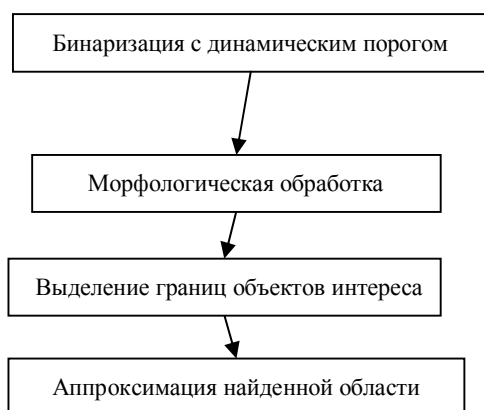 Бинаризация с динамическим порогом
Морфологическая обработка
Выделение границ объектов интереса
Аппроксимация найденной области